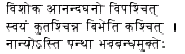 विशोक आनन्दघनो विपश्चित्
स्वयं कुतश्चिन्न बिभेति कश्चित् ।
नान्योऽस्ति पन्था भवबन्धमुक्तेः